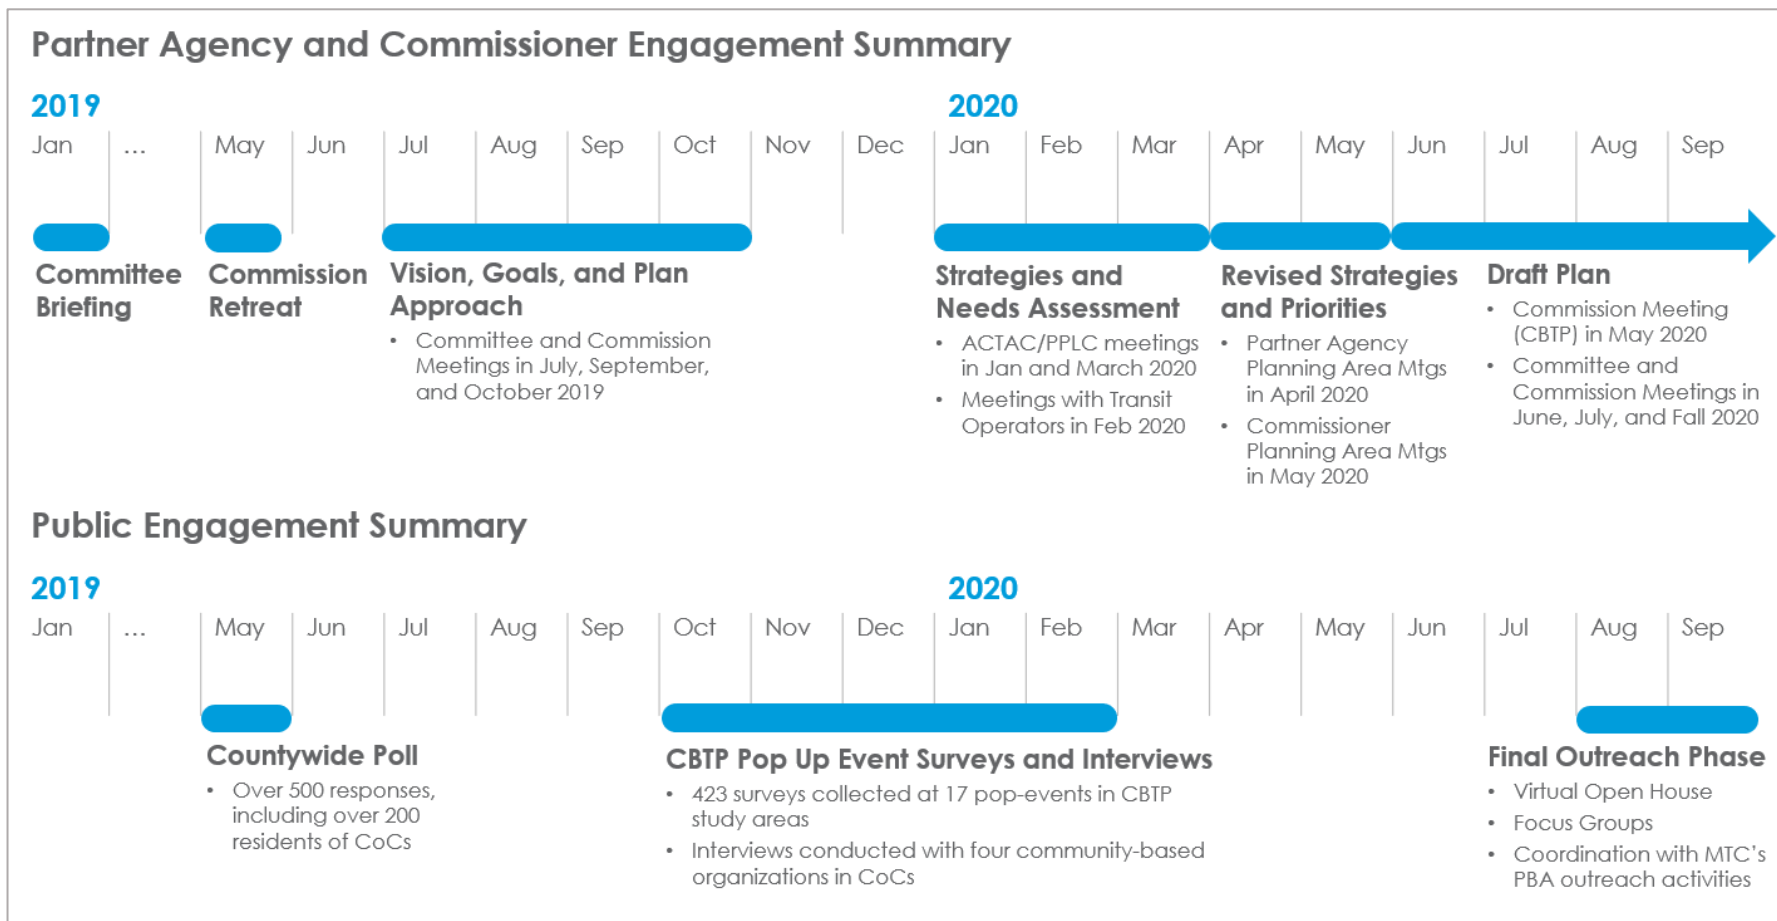 Partner Agency and Commissioner Engagement Summary
2019
2020
Jan ... May Jun Jul Aug Sep Oct Nov Dec Jan Feb Mar Apr May Jun Jul Aug Sep
Committee
Briefing
Commission
Retreat
Vision, Goals, and Plan
Approach
• Committee and Commission
Meetings in July, September,
and October 2019
Strategies and
Needs Assessment
• ACTAC/PPLC meetings
in Jan and March 2020
• Meetings with Transit
Operators in Feb 2020
Revised Strategies
and Priorities
• Partner Agency
Planning Area Mtgs
in April 2020
• Commissioner
Planning Area Mtgs
in May 2020
Draft Plan
• Commission Meeting
(CBTP) in May 2020
• Committee and
Commission Meetings in
June, July, and Fall 2020
Public Engagement Summary
2019
2020
Jan ... May Jun Jul Aug Sep Oct Nov Dec Jan Feb Mar Apr May Jun Jul Aug Sep
Countywide Poll
• Over 500 responses,
including over 200
residents of CoCs
CBTP Pop Up Event Surveys and Interviews
• 423 surveys collected at 17 pop-events in CBTP
study areas
• Interviews conducted with four community-based
organizations in CoCs
Final Outreach Phase
• Virtual Open House
• Focus Groups
• Coordination with MTC's
PBA outreach activities